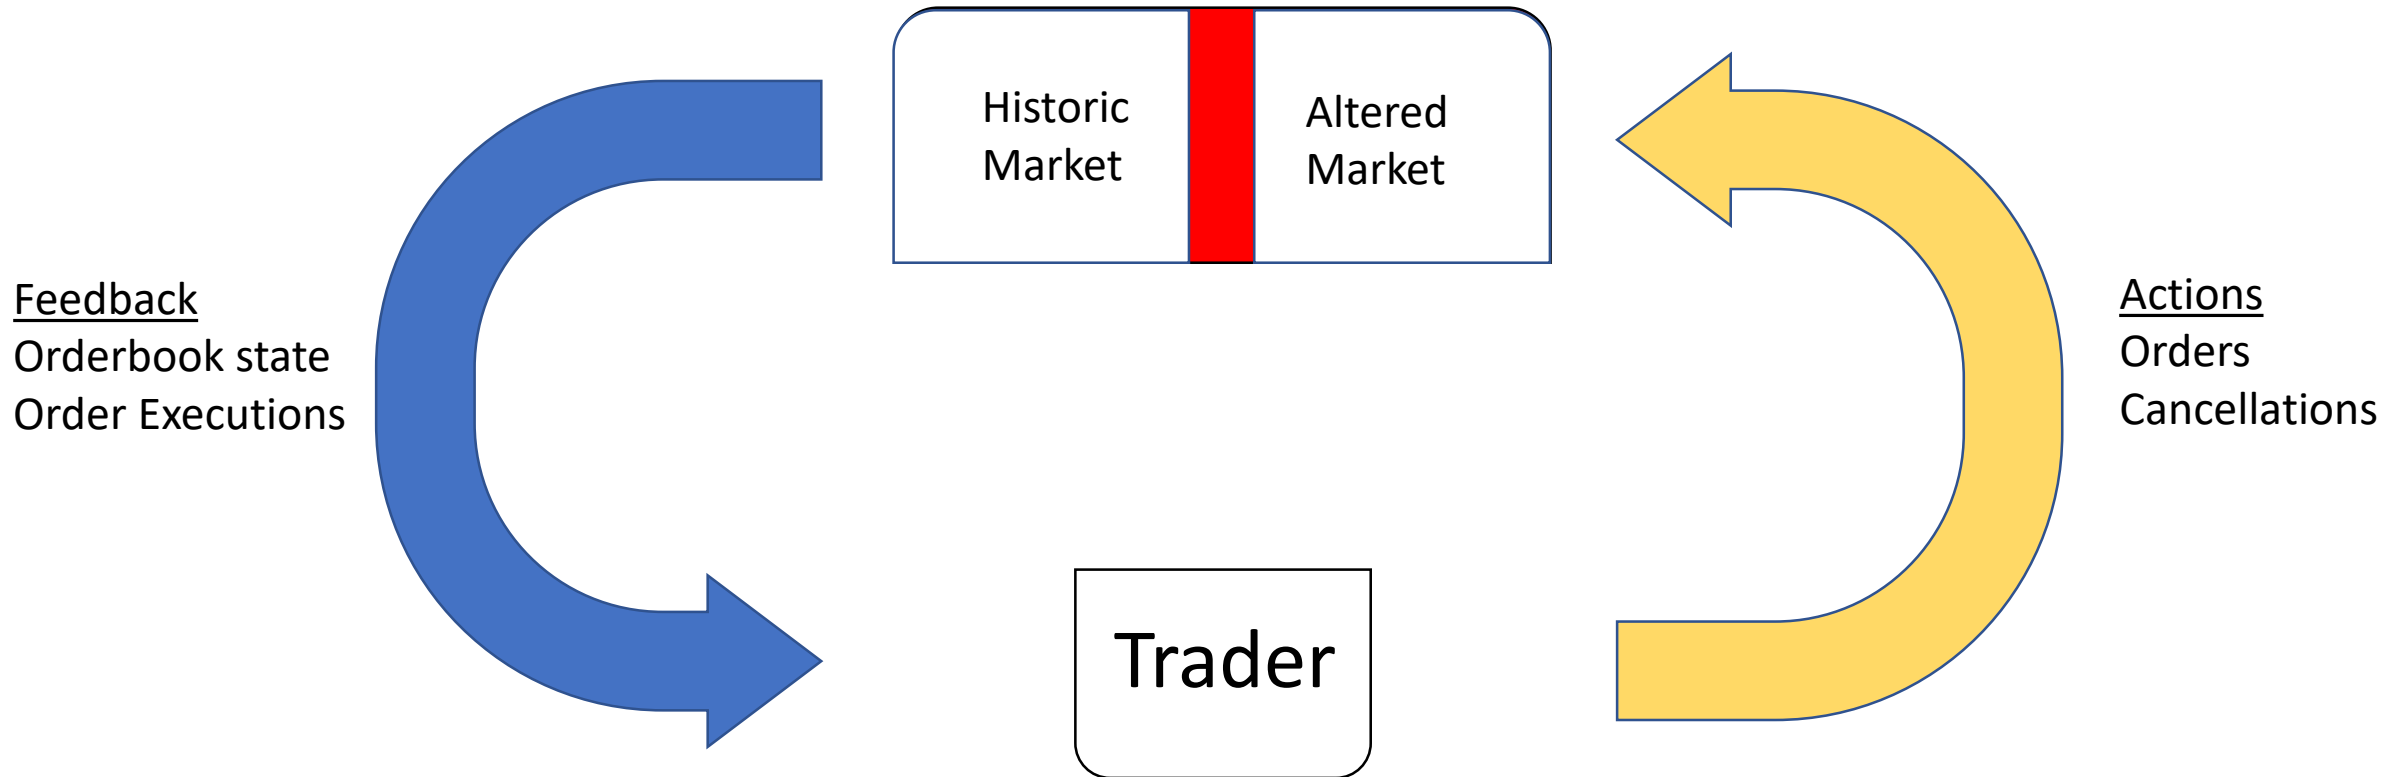 Historic
Market
Altered
Market
Feedback
Orderbook state
Order Executions
Actions
Orders
Cancellations
Trader